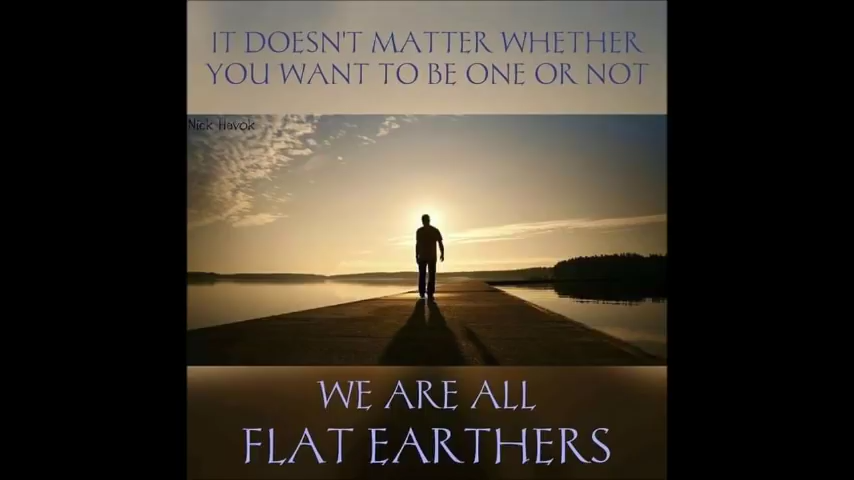 IT DOESN'T MATTER WHETHER
YOU WANT TO BE ONE OR NOT
Nick Havok
WE ARE ALL
FLAT EARTHERS